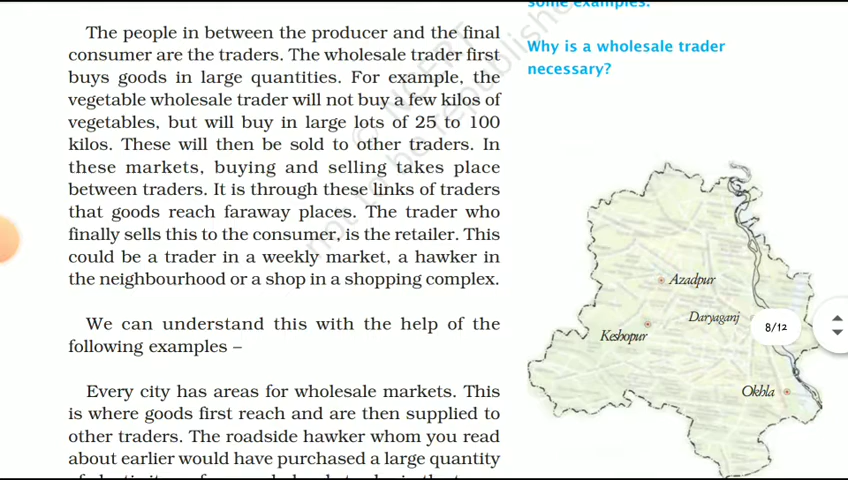 The people in between the producer and the final
consumer are the traders. The wholesale trader first
buys goods in large quantities. For example, the
vegetable wholesale trader will not buy a few kilos of
vegetables, but will buy in large lots of 25 to 100
kilos. These will then be sold to other traders. In
these markets, buying and selling takes place
between traders. It is through these links of traders
that goods reach faraway places. The trader who
finally sells this to the consumer, is the retailer. This
could be a trader in a weekly market, a hawker in
the neighbourhood or a shop in a shopping complex.
We can understand this with the help of the
following examples –
Every city has areas for wholesale markets. This
is where goods first reach and are then supplied to
other traders. The roadside hawker whom you read
about earlier would have purchased a large quantity
some examples.
Why is a wholesale trader
necessary?
Azadpur
Daryaganj
Keshopur
8/12
Okhla
© NCERT
not to be republished